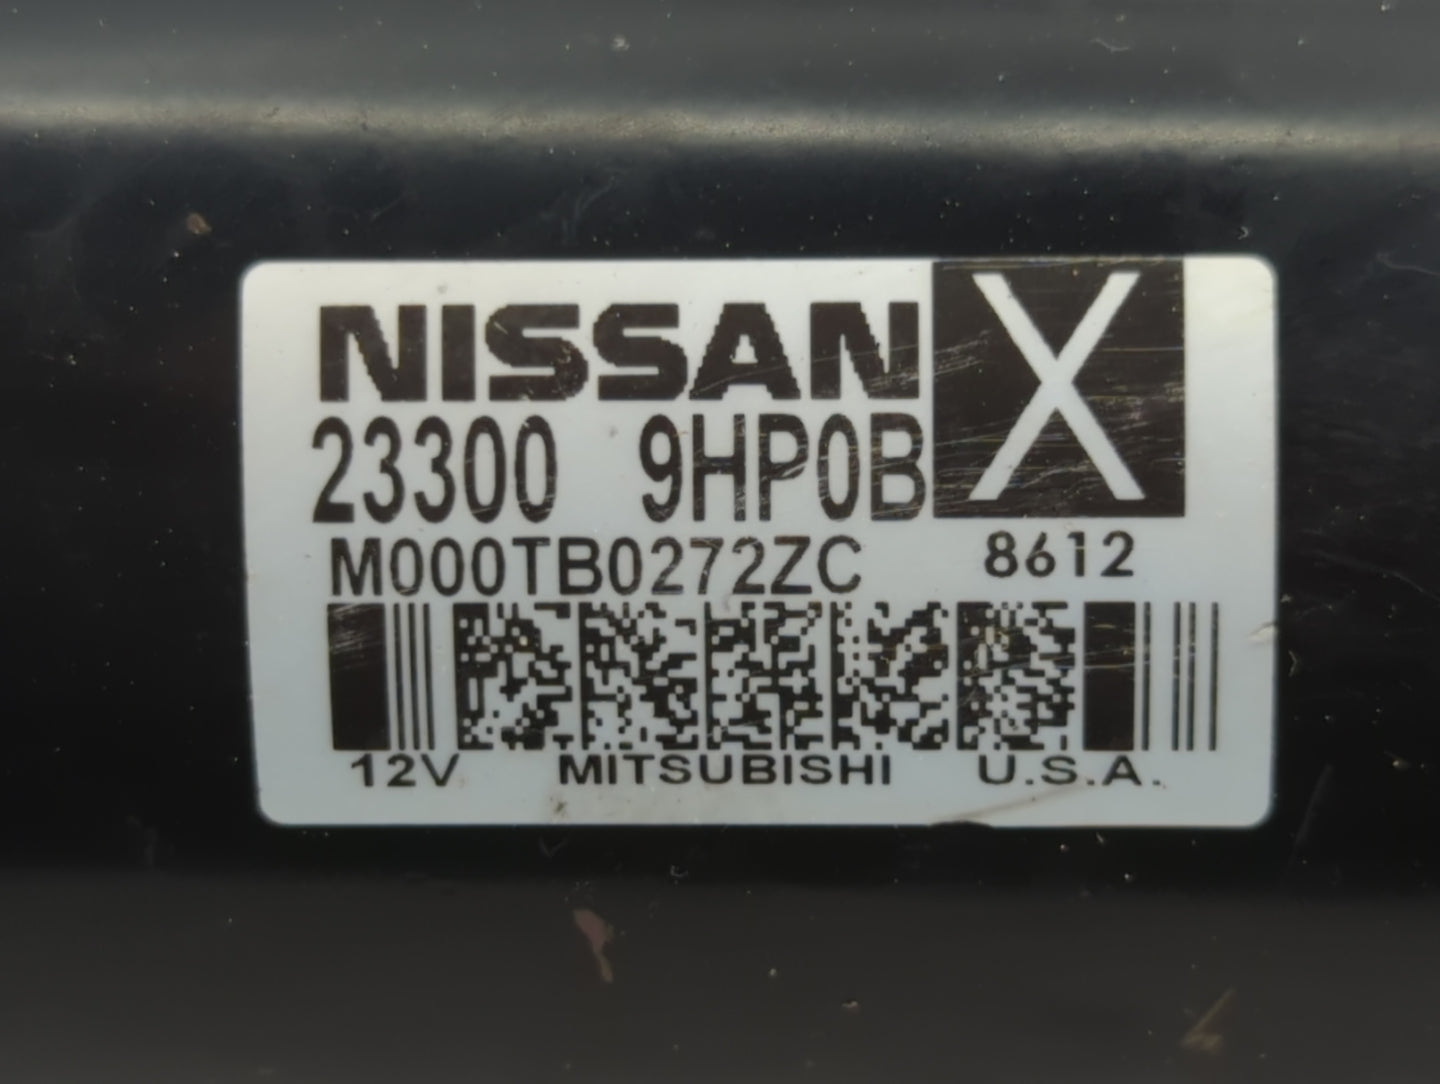 NISSAN X
23300 9HP0B
M000TB0272ZC 8612
12V MITSUBISHI U.S.A.